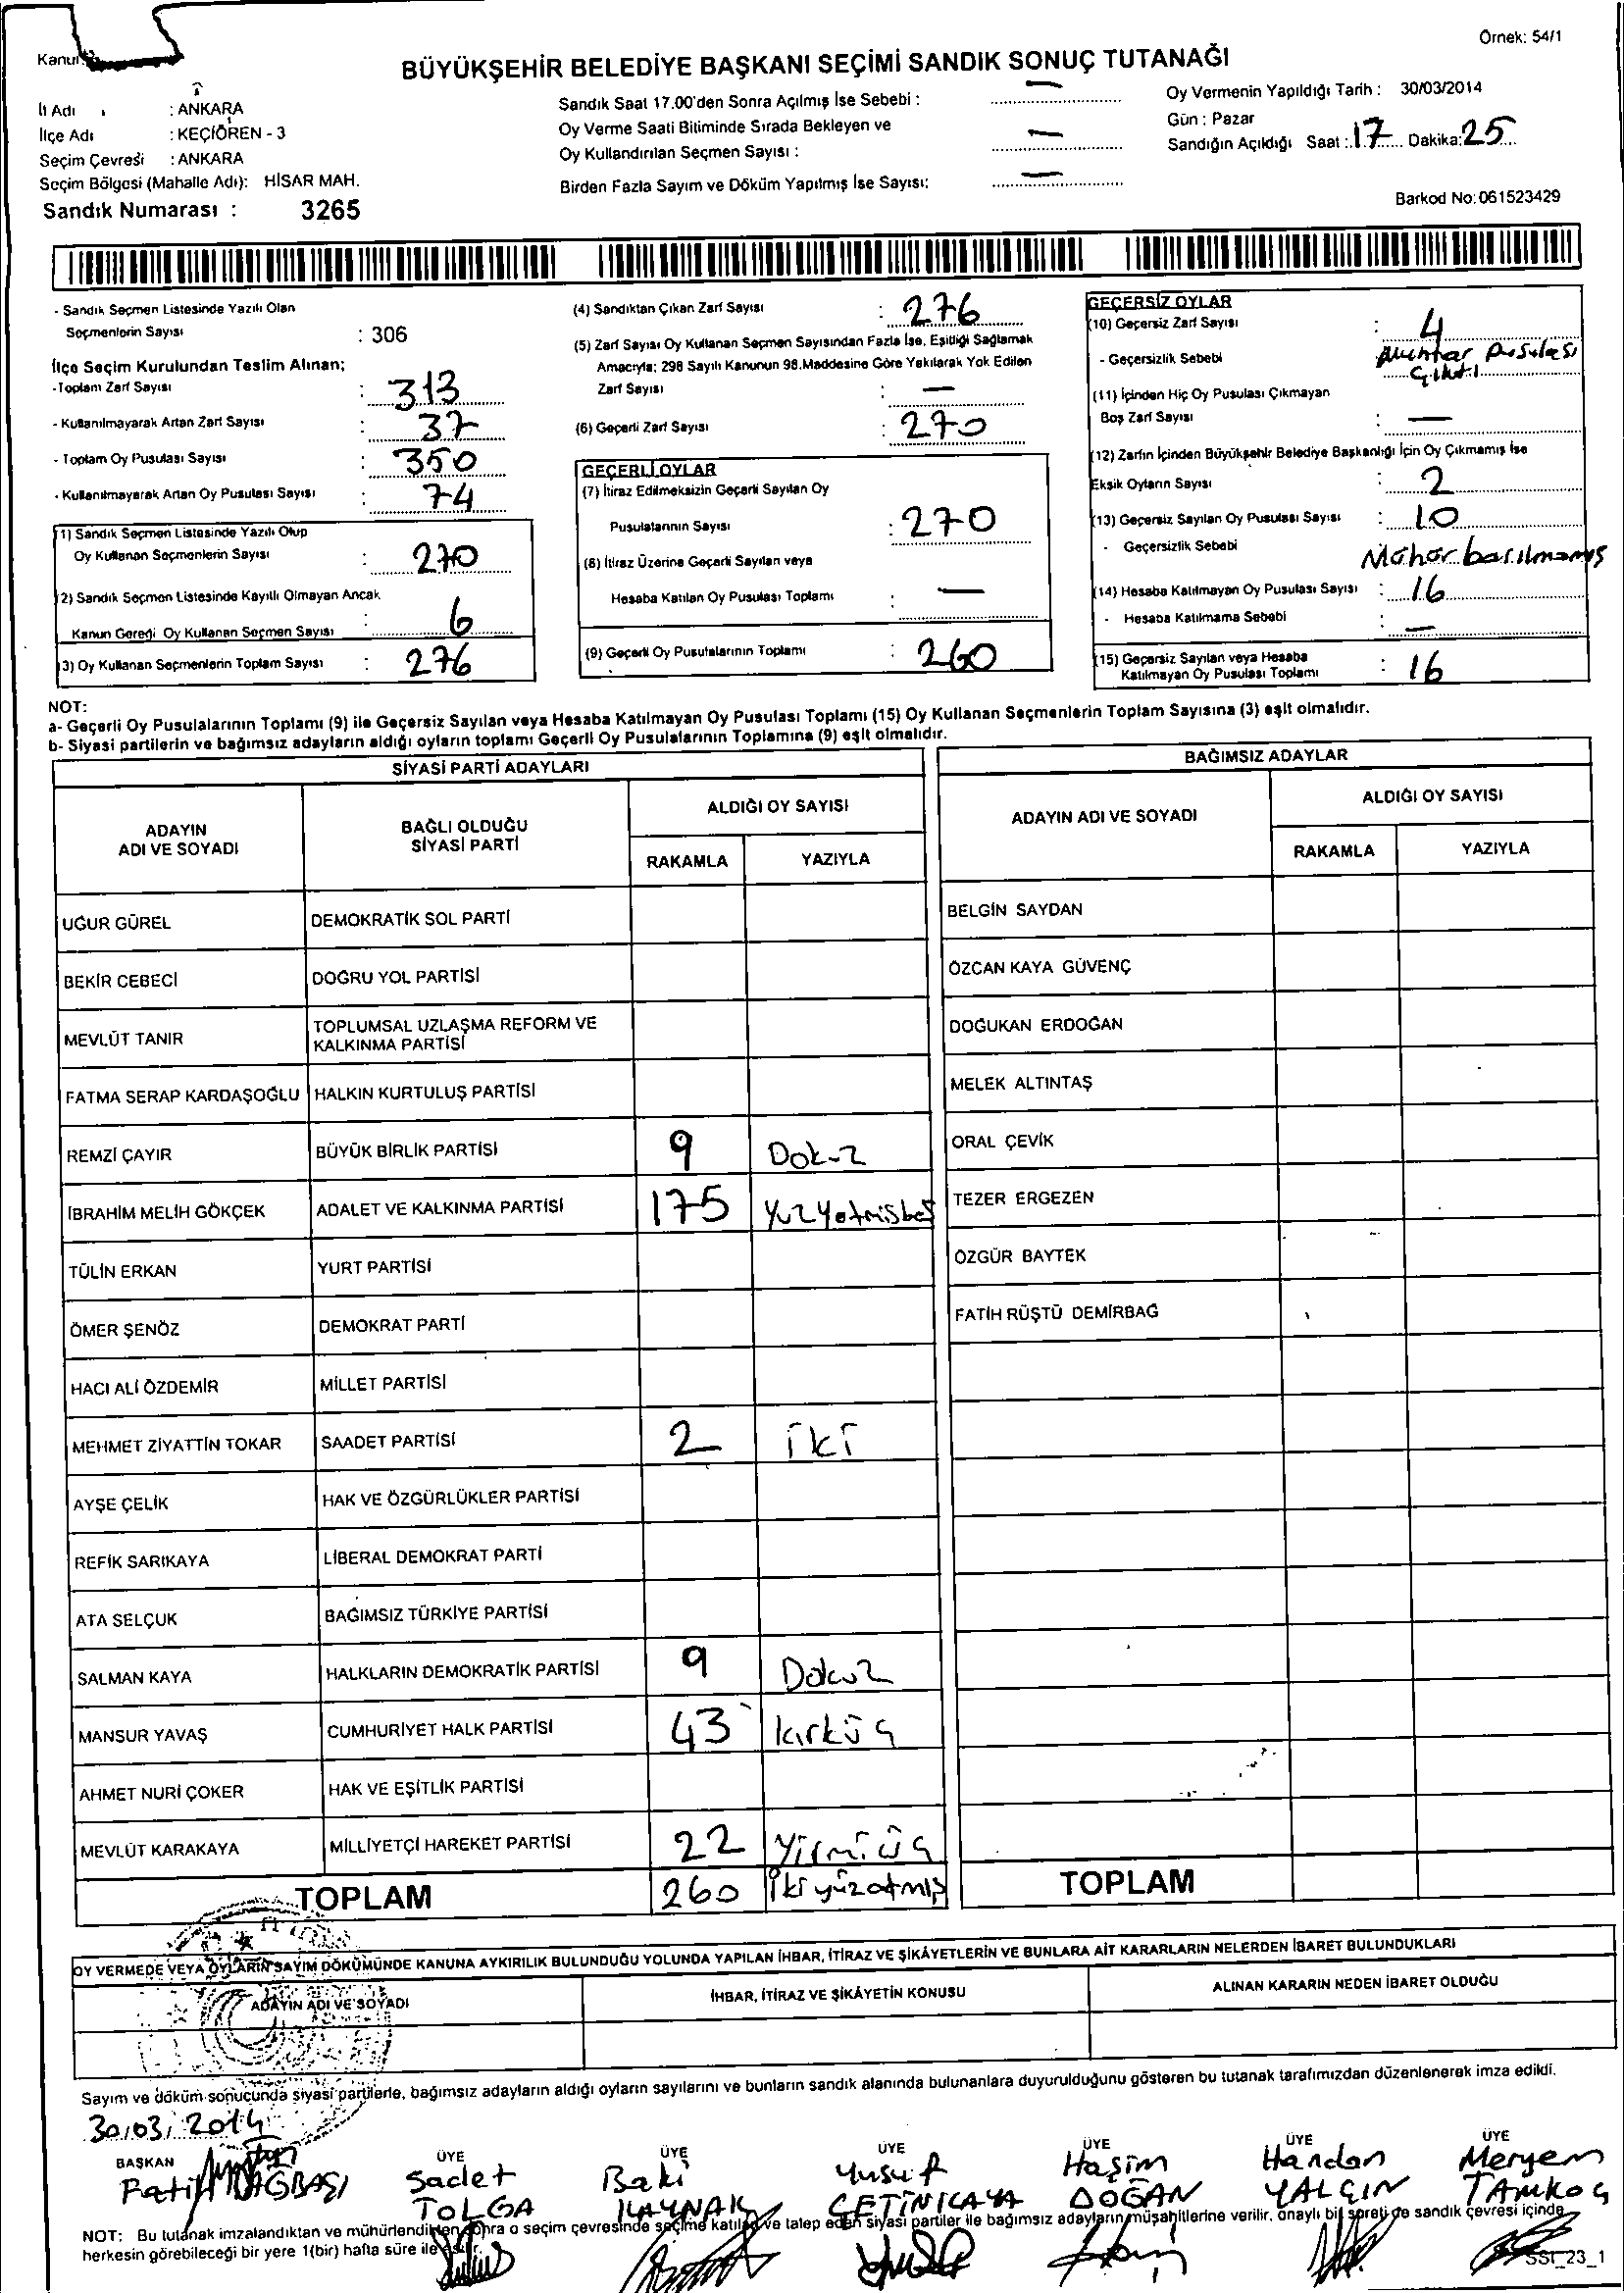 Örnek: 54/1
BÜYÜKŞEHİR BELEDİYE BAŞKANI SEÇİMİ SANDIK SONUÇ TUTANAĞI
İl Adı : ANKARA
İlçe Adı : KEÇİÖREN - 3
Seçim Çevresi : ANKARA
Seçim Bölgesi (Mahalle Adı): HİSAR MAH.
Sandık Numarası : 3265
Sandık Saat 17.00'den Sonra Açılmış İse Sebebi : —
Oy Verme Saati Bitiminde Sırada Bekleyen ve
Oy Kullandırılan Seçmen Sayısı : —
Birden Fazla Sayım ve Döküm Yapılmış İse Sayısı: —
Oy Vermenin Yapıldığı Tarih : 30/03/2014
Gün : Pazar
Sandığın Açıldığı Saat : 17 Dakika: 25
Barkod No: 061523429
- Sandık Seçmen Listesinde Yazılı Olan
Seçmenlerin Sayısı : 306
İlçe Seçim Kurulundan Teslim Alınan;
-Toplam Zarf Sayısı : 313
- Kullanılmayarak Artan Zarf Sayısı : 37
- Toplam Oy Pusulası Sayısı : 350
- Kullanılmayarak Artan Oy Pusulası Sayısı : 74
(1) Sandık Seçmen Listesinde Yazılı Olup
Oy Kullanan Seçmenlerin Sayısı : 270
(2) Sandık Seçmen Listesinde Kayıtlı Olmayan Ancak
Kanun Gereği Oy Kullanan Seçmen Sayısı : 6
(3) Oy Kullanan Seçmenlerin Toplam Sayısı : 276
(4) Sandıktan Çıkan Zarf Sayısı : 276
(5) Zarf Sayısı Oy Kullanan Seçmen Sayısından Fazla İse, Eşitliği Sağlamak
Amacıyla; 298 Sayılı Kanunun 98.Maddesine Göre Yakılarak Yok Edilen
Zarf Sayısı : —
(6) Geçerli Zarf Sayısı : 270
GEÇERLİ OYLAR
(7) İtiraz Edilmeksizin Geçerli Sayılan Oy
Pusulalarının Sayısı : 270
(8) İtiraz Üzerine Geçerli Sayılan veya
Hesaba Katılan Oy Pusulası Toplamı : —
(9) Geçerli Oy Pusulalarının Toplamı : 260
GEÇERSİZ OYLAR
(10) Geçersiz Zarf Sayısı : 4
- Geçersizlik Sebebi Muhtar Pusulası
Çıktı
(11) İçinden Hiç Oy Pusulası Çıkmayan
Boş Zarf Sayısı : —
(12) Zarfın İçinden Büyükşehir Belediye Başkanlığı İçin Oy Çıkmamış İse
Eksik Oyların Sayısı : 2
(13) Geçersiz Sayılan Oy Pusulası Sayısı : 10
- Geçersizlik Sebebi Mühür basılmamış
(14) Hesaba Katılmayan Oy Pusulası Sayısı : 16
- Hesaba Katılmama Sebebi : —
(15) Geçersiz Sayılan veya Hesaba
Katılmayan Oy Pusulası Toplamı : 16
NOT:
a- Geçerli Oy Pusulalarının Toplamı (9) ile Geçersiz Sayılan veya Hesaba Katılmayan Oy Pusulası Toplamı (15) Oy Kullanan Seçmenlerin Toplam Sayısına (3) eşit olmalıdır.
b- Siyasi partilerin ve bağımsız adayların aldığı oyların toplamı Geçerli Oy Pusulalarının Toplamına (9) eşit olmalıdır.
SİYASİ PARTİ ADAYLARI
ADAYIN ADI VE SOYADI BAĞLI OLDUĞU SİYASİ PARTİ ALDIĞI OY SAYISI
RAKAMLA YAZIYLA
UĞUR GÜREL DEMOKRATİK SOL PARTİ
BEKİR CEBECİ DOĞRU YOL PARTİSİ
MEVLÜT TANIR TOPLUMSAL UZLAŞMA REFORM VE KALKINMA PARTİSİ
FATMA SERAP KARDAŞOĞLU HALKIN KURTULUŞ PARTİSİ
REMZİ ÇAYIR BÜYÜK BİRLİK PARTİSİ 9 Dokuz
İBRAHİM MELİH GÖKÇEK ADALET VE KALKINMA PARTİSİ 175 Yüzyetmişbeş
TÜLİN ERKAN YURT PARTİSİ
ÖMER ŞENÖZ DEMOKRAT PARTİ
HACI ALİ ÖZDEMİR MİLLET PARTİSİ
MEHMET ZİYATTİN TOKAR SAADET PARTİSİ 2 iki
AYŞE ÇELİK HAK VE ÖZGÜRLÜKLER PARTİSİ
REFİK SARIKAYA LİBERAL DEMOKRAT PARTİ
ATA SELÇUK BAĞIMSIZ TÜRKİYE PARTİSİ
SALMAN KAYA HALKLARIN DEMOKRATİK PARTİSİ 9 Dokuz
MANSUR YAVAŞ CUMHURİYET HALK PARTİSİ 43 kırküç
AHMET NURİ ÇOKER HAK VE EŞİTLİK PARTİSİ
MEVLÜT KARAKAYA MİLLİYETÇİ HAREKET PARTİSİ 22 Yirmiüç
TOPLAM 260 İkiyüzatmış
BAĞIMSIZ ADAYLAR
ADAYIN ADI VE SOYADI ALDIĞI OY SAYISI
RAKAMLA YAZIYLA
BELGİN SAYDAN
ÖZCAN KAYA GÜVENÇ
DOĞUKAN ERDOĞAN
MELEK ALTINTAŞ
ORAL ÇEVİK
TEZER ERGEZEN
ÖZGÜR BAYTEK
FATİH RÜŞTÜ DEMİRBAĞ
TOPLAM
OY VERMEDE VEYA OYLARIN SAYIM DÖKÜMÜNDE KANUNA AYKIRILIK BULUNDUĞU YOLUNDA YAPILAN İHBAR, İTİRAZ VE ŞİKÂYETLERİN VE BUNLARA AİT KARARLARIN NELERDEN İBARET BULUNDUKLARI
ADAYIN ADI VE SOYADI İHBAR, İTİRAZ VE ŞİKÂYETİN KONUSU ALINAN KARARIN NEDEN İBARET OLDUĞU
Sayım ve döküm sonucunda siyasi partilerle, bağımsız adayların aldığı oyların sayılarını ve bunların sandık alanında bulunanlara duyurulduğunu gösteren bu tutanak tarafımızdan düzenlenerek imza edildi.
30/03/2014
BAŞKAN ÜYE ÜYE ÜYE ÜYE ÜYE ÜYE
Fatih Sadet Baki Yusuf Haşim Handan Meryem
TOLGA KAYNAK ÇETİNKAYA DOĞAN YALÇIN TAMKOÇ
NOT: Bu tutanak imzalandıktan ve mühürlendikten sonra o seçim çevresinde seçime katılan ve talep eden siyasi partiler ile bağımsız adayların müşahitlerine verilir, onaylı bir sureti de sandık çevresi içinde
herkesin görebileceği bir yere 1(bir) hafta süre ile asılır.
SSI_23_1